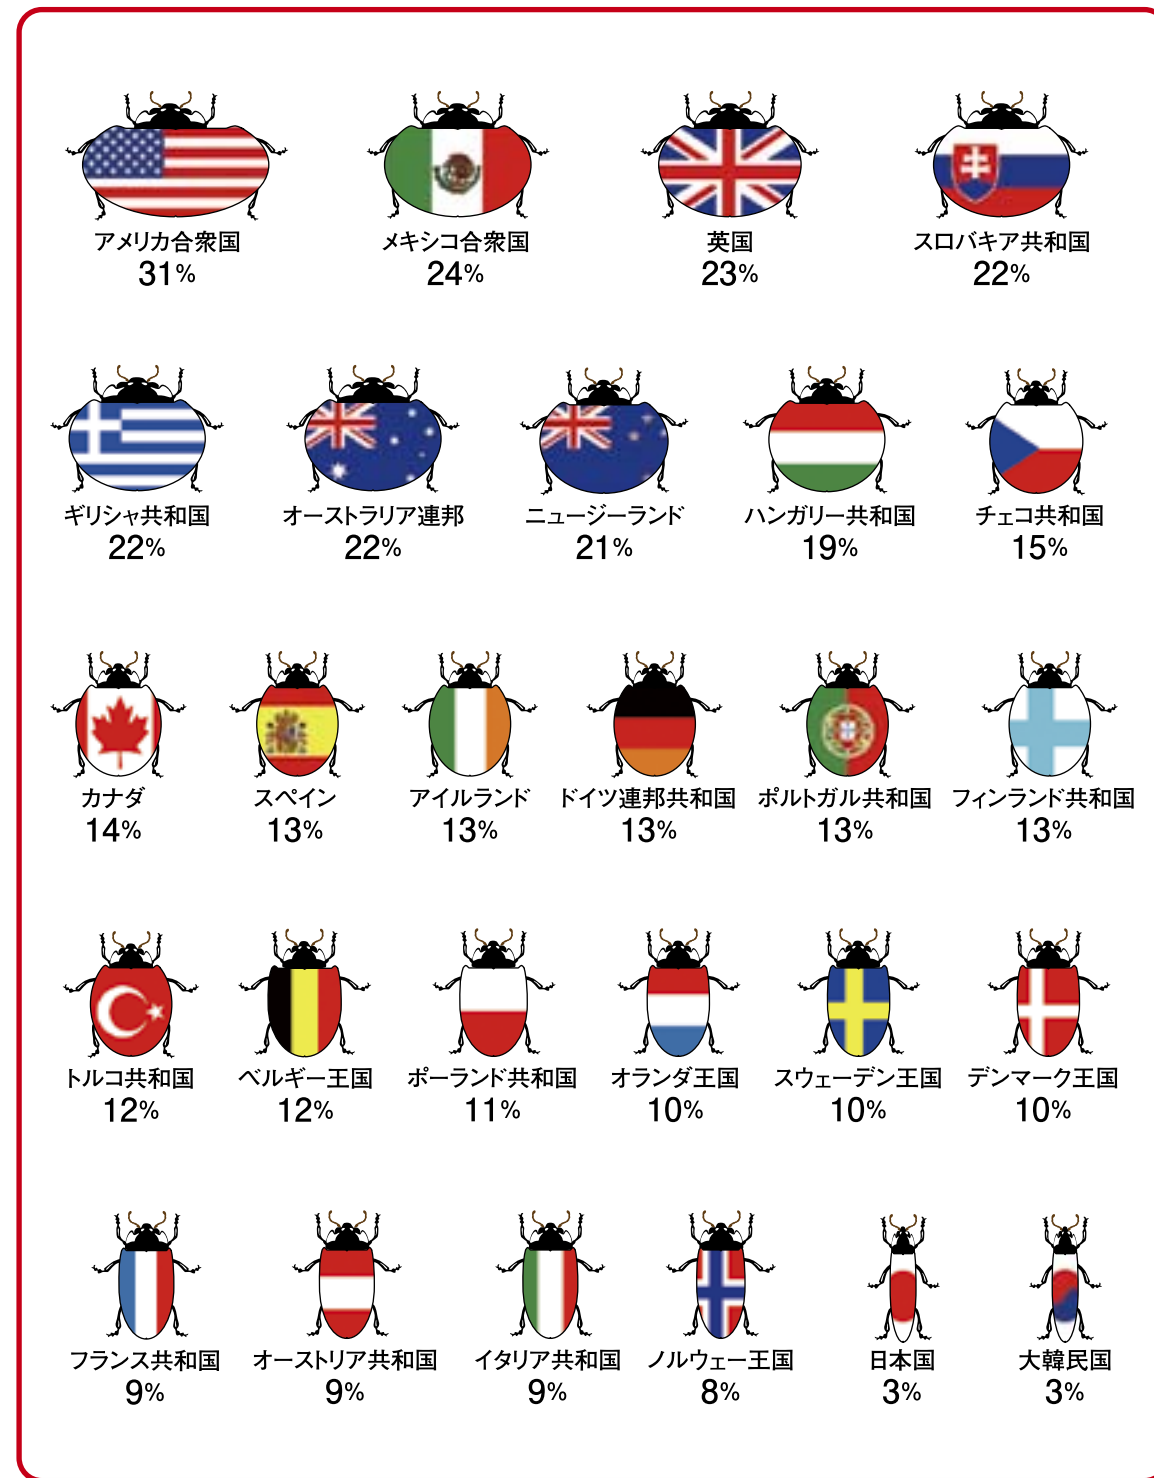 アメリカ合衆国
31%
メキシコ合衆国
24%
英国
23%
スロバキア共和国
22%
ギリシャ共和国
22%
オーストラリア連邦
22%
ニュージーランド
21%
ハンガリー共和国
19%
チェコ共和国
15%
カナダ
14%
スペイン
13%
アイルランド
13%
ドイツ連邦共和国
13%
ポルトガル共和国
13%
フィンランド共和国
13%
トルコ共和国
12%
ベルギー王国
12%
ポーランド共和国
11%
オランダ王国
10%
スウェーデン王国
10%
デンマーク王国
10%
フランス共和国
9%
オーストリア共和国
9%
イタリア共和国
9%
ノルウェー王国
8%
日本国
3%
大韓民国
3%